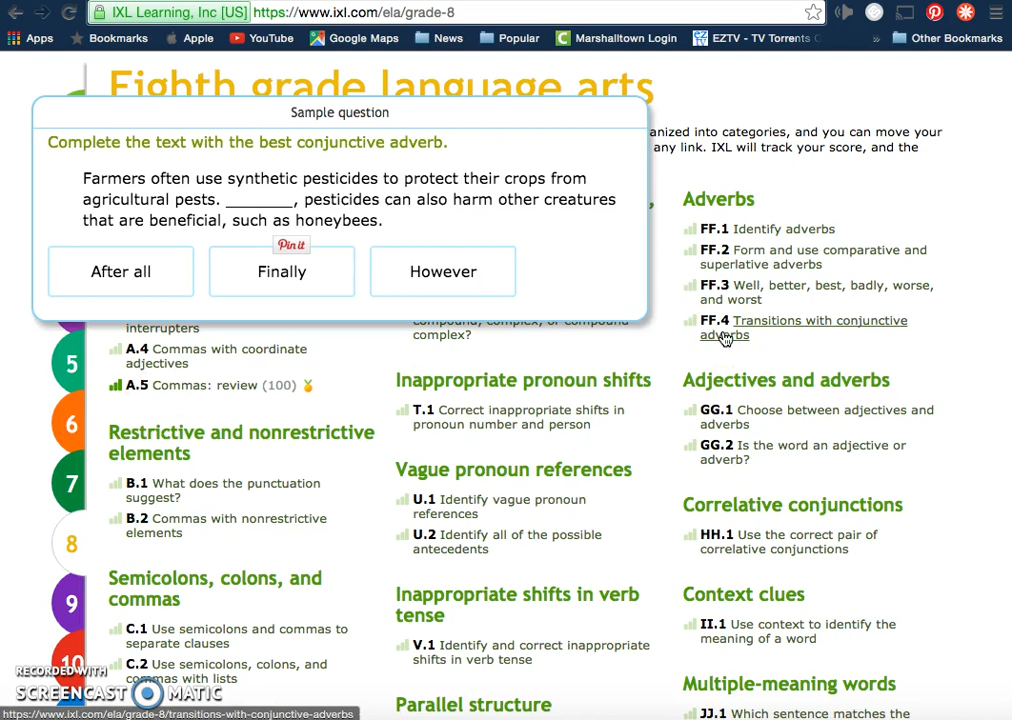 IXL Learning, Inc [US] https://www.ixl.com/ela/grade-8
Apps Bookmarks Apple YouTube Google Maps News Popular Marshalltown Login EZTV - TV Torrents » Other Bookmarks
Eighth grade language arts
Sample question
Complete the text with the best conjunctive adverb.
Farmers often use synthetic pesticides to protect their crops from
agricultural pests. _______, pesticides can also harm other creatures
that are beneficial, such as honeybees.
Pin it
After all
Finally
However
anized into categories, and you can move your
any link. IXL will track your score, and the
interrupters
A.4 Commas with coordinate
adjectives
A.5 Commas: review (100)
Restrictive and nonrestrictive
elements
B.1 What does the punctuation
suggest?
B.2 Commas with nonrestrictive
elements
Semicolons, colons, and
commas
C.1 Use semicolons and commas to
separate clauses
C.2 Use semicolons, colons, and
commas with lists
compound, complex, or compound-
complex?
Inappropriate pronoun shifts
T.1 Correct inappropriate shifts in
pronoun number and person
Vague pronoun references
U.1 Identify vague pronoun
references
U.2 Identify all of the possible
antecedents
Inappropriate shifts in verb
tense
V.1 Identify and correct inappropriate
shifts in verb tense
Parallel structure
Adverbs
FF.1 Identify adverbs
FF.2 Form and use comparative and
superlative adverbs
FF.3 Well, better, best, badly, worse,
and worst
FF.4 Transitions with conjunctive
adverbs
Adjectives and adverbs
GG.1 Choose between adjectives and
adverbs
GG.2 Is the word an adjective or
adverb?
Correlative conjunctions
HH.1 Use the correct pair of
correlative conjunctions
Context clues
II.1 Use context to identify the
meaning of a word
Multiple-meaning words
JJ.1 Which sentence matches the
5
6
7
8
9
10
RECORDED WITH
SCREENCAST MATIC
https://www.ixl.com/ela/grade-8/transitions-with-conjunctive-adverbs